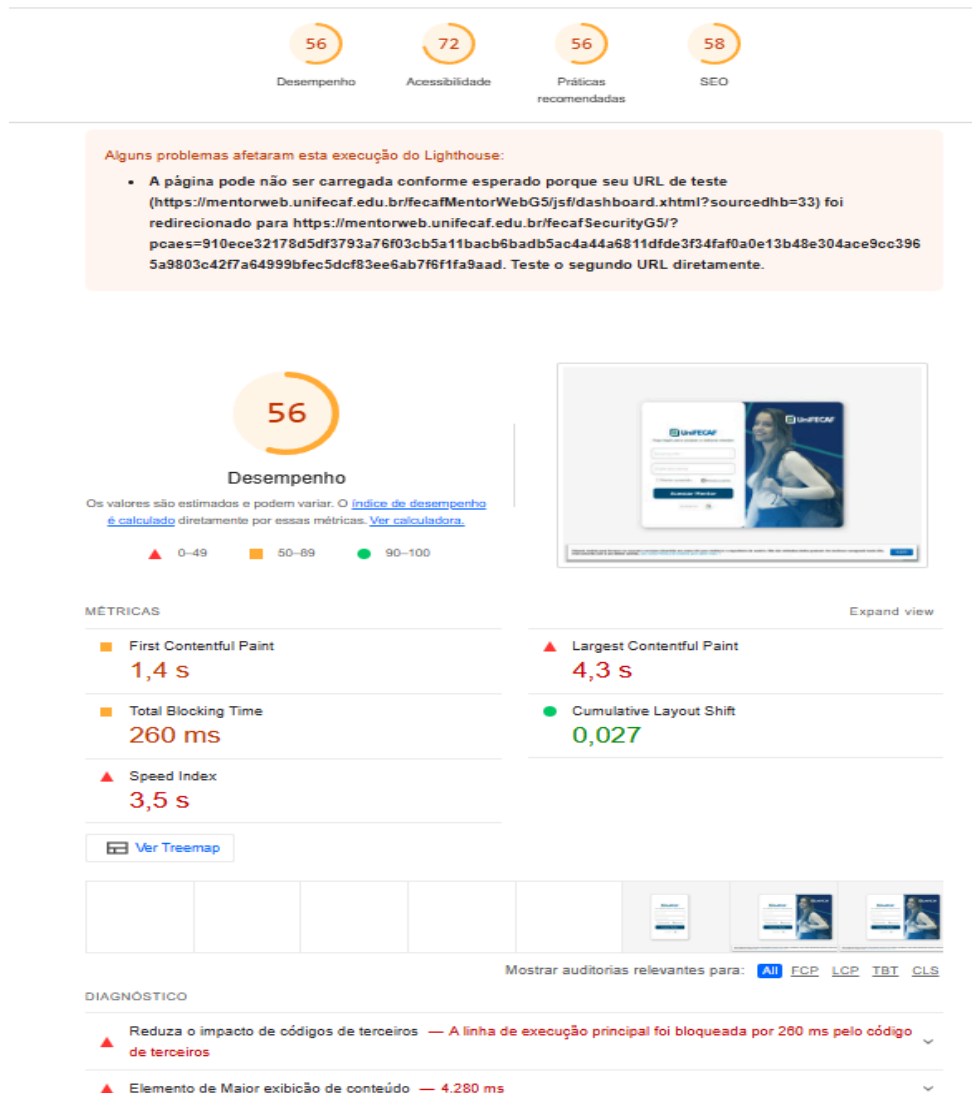 56
72
56
58
Desempenho
Acessibilidade
Práticas
recomendadas
SEO
Alguns problemas afetaram esta execução do Lighthouse:
• A página pode não ser carregada conforme esperado porque seu URL de teste
(https://mentorweb.unifecaf.edu.br/fecafMentorWebG5/jsf/dashboard.xhtml?sourcedhb=33) foi
redirecionado para https://mentorweb.unifecaf.edu.br/fecafSecurityG5/?
pcaes=910ece32178d5df3793a76f03cb5a11bacb6badb5ac4a44a6811dfde3f34faf0a0e13b48e304ace9cc396
5a9803c42f7a64999bfec5dcf83ee6ab7f6f1fa9aad. Teste o segundo URL diretamente.
56
Desempenho
Os valores são estimados e podem variar. O índice de desempenho
é calculado diretamente por essas métricas. Ver calculadora.
0–49
50–89
90–100
UniFECAF
UniFECAF
Acessar Mentor
MÉTRICAS
Expand view
First Contentful Paint
1,4 s
Largest Contentful Paint
4,3 s
Total Blocking Time
260 ms
Cumulative Layout Shift
0,027
Speed Index
3,5 s
Ver Treemap
Mostrar auditorias relevantes para: All FCP LCP TBT CLS
DIAGNÓSTICO
Reduza o impacto de códigos de terceiros — A linha de execução principal foi bloqueada por 260 ms pelo código
de terceiros
Elemento de Maior exibição de conteúdo — 4.280 ms